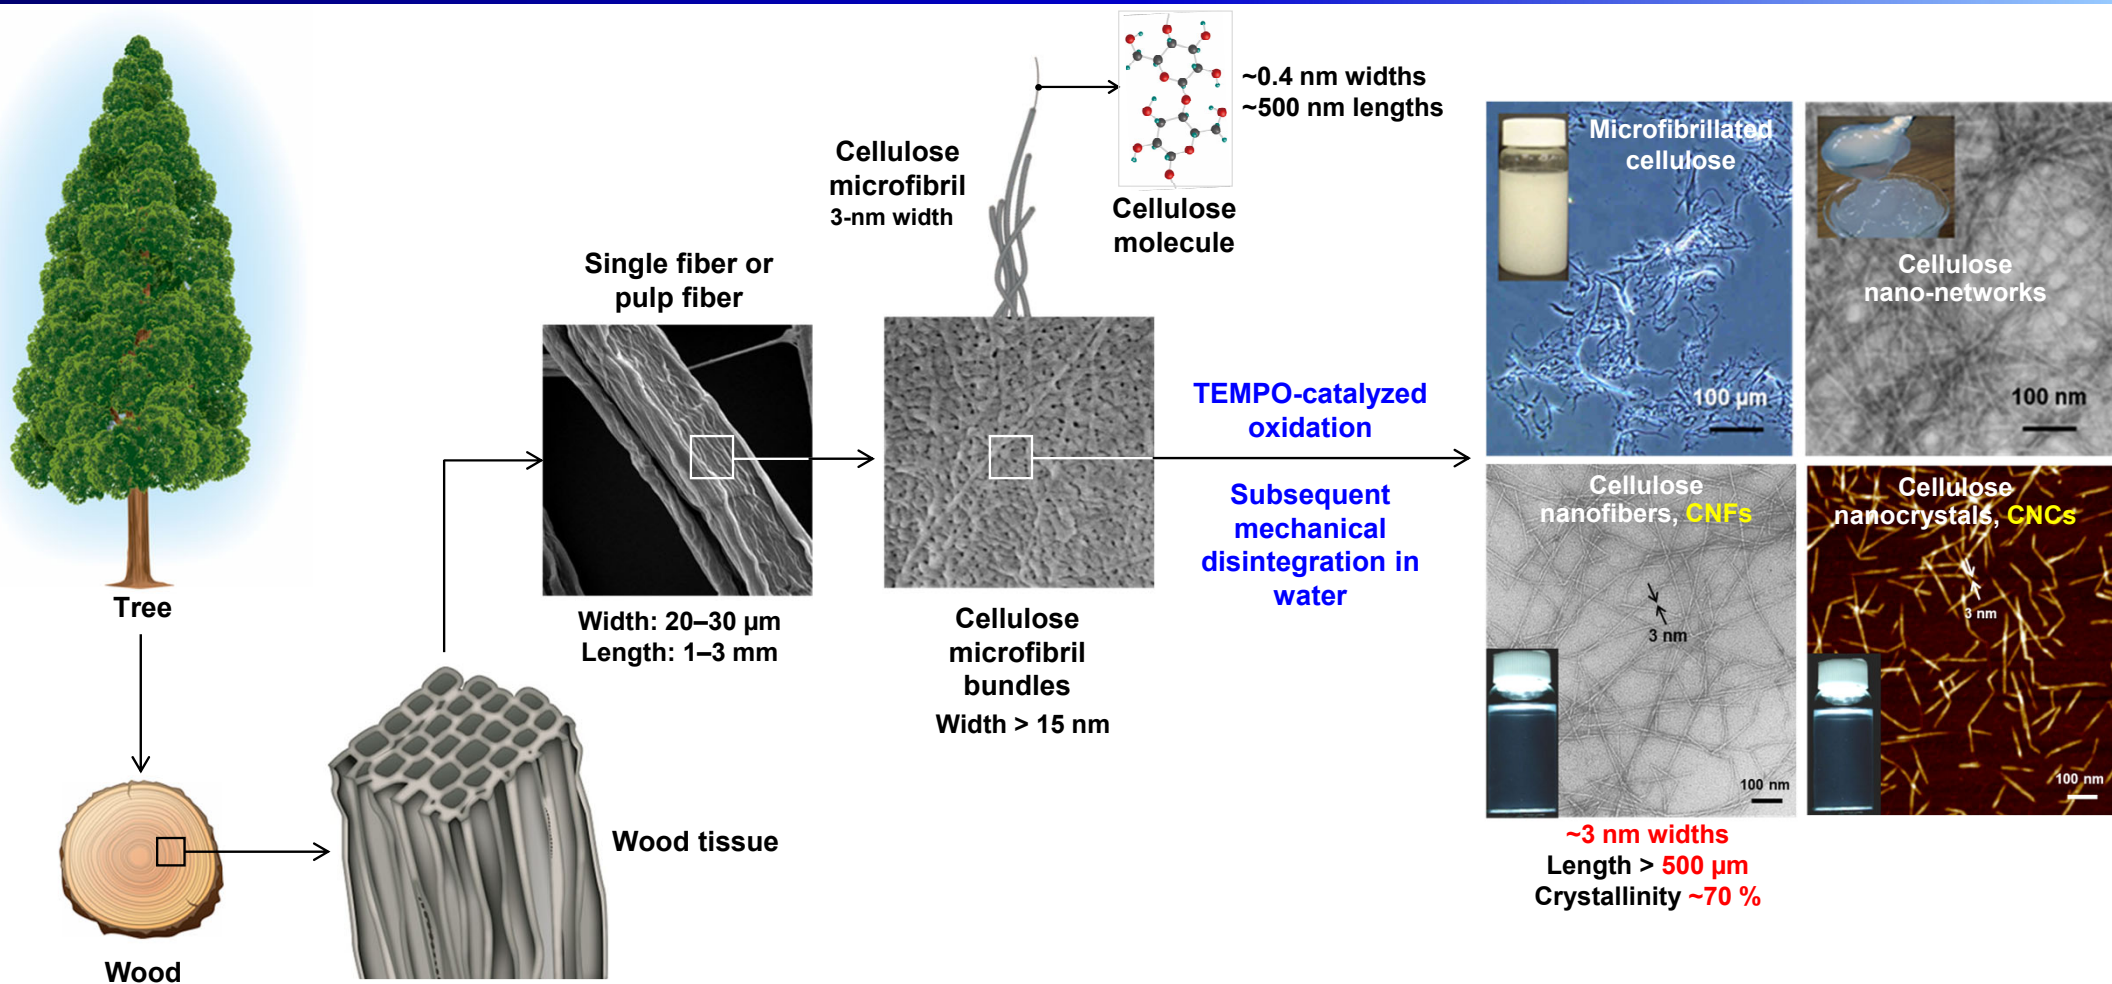 Tree
Wood
Wood tissue
Single fiber or
pulp fiber
Width: 20–30 μm
Length: 1–3 mm
Cellulose
microfibril
3-nm width
Cellulose
microfibril
bundles
Width > 15 nm
~0.4 nm widths
~500 nm lengths
Cellulose
molecule
TEMPO-catalyzed
oxidation
Subsequent
mechanical
disintegration in
water
Microfibrillated
cellulose
100 μm
Cellulose
nano-networks
100 nm
Cellulose
nanofibers, CNFs
3 nm
100 nm
Cellulose
nanocrystals, CNCs
3 nm
100 nm
~3 nm widths
Length > 500 μm
Crystallinity ~70 %